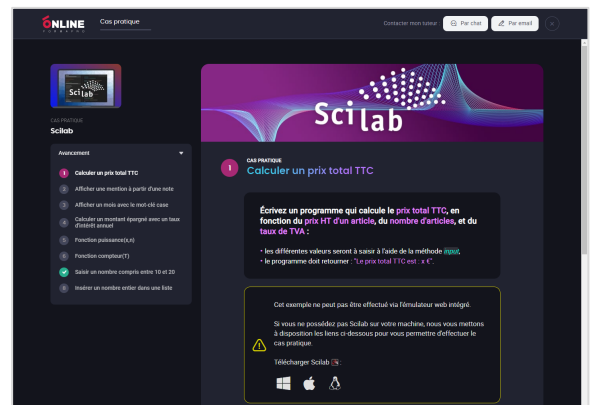 ONLINE
FORMAPRO
Cas pratique
Contacter mon tuteur :
Par chat
Par email
Scilab
CAS PRATIQUE
Scilab
Avancement
1 Calculer un prix total TTC
2 Afficher une mention à partir d'une note
3 Afficher un mois avec le mot-clé case
4 Calculer un montant épargné avec un taux
d'intérêt annuel
5 Fonction puissance(x,n)
6 Fonction compteur(T)
Saisir un nombre compris entre 10 et 20
8 Insérer un nombre entier dans une liste
Scilab
1
CAS PRATIQUE
Calculer un prix total TTC
Écrivez un programme qui calcule le prix total TTC, en
fonction du prix HT d'un article, du nombre d'articles, et du
taux de TVA :
• les différentes valeurs seront à saisir à l'aide de la méthode input,
• le programme doit retourner : "Le prix total TTC est : x €".
Cet exemple ne peut pas être effectué via l'émulateur web intégré.
Si vous ne possédez pas Scilab sur votre machine, nous vous mettons
à disposition les liens ci-dessous pour vous permettre d'effectuer le
cas pratique.
Télécharger Scilab :